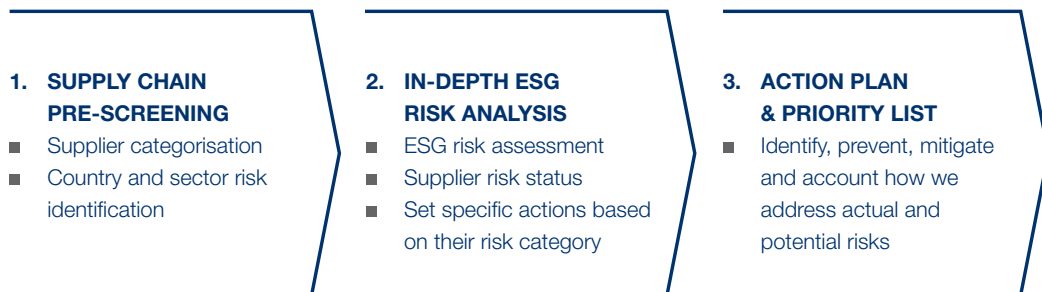 1. SUPPLY CHAIN
PRE-SCREENING
■ Supplier categorisation
■ Country and sector risk
identification
2. IN-DEPTH ESG
RISK ANALYSIS
■ ESG risk assessment
■ Supplier risk status
■ Set specific actions based
on their risk category
3. ACTION PLAN
& PRIORITY LIST
■ Identify, prevent, mitigate
and account how we
address actual and
potential risks